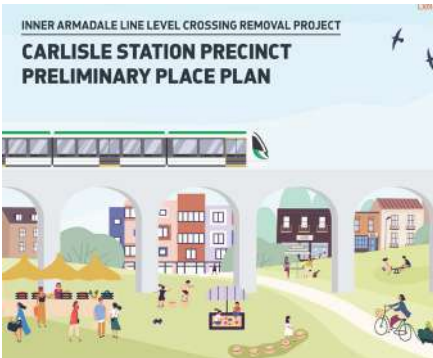 INNER ARMADALE LINE LEVEL CROSSING REMOVAL PROJECT
CARLISLE STATION PRECINCT
PRELIMINARY PLACE PLAN